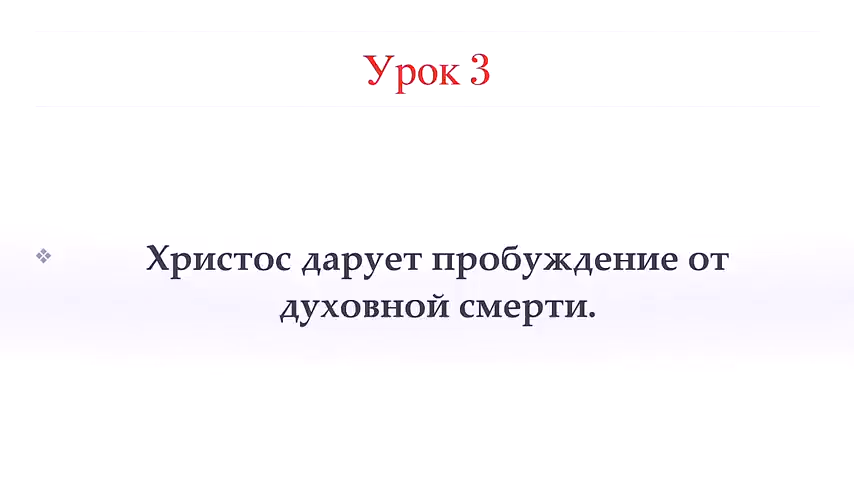 Урок 3
Христос дарует пробуждение от
духовной смерти.